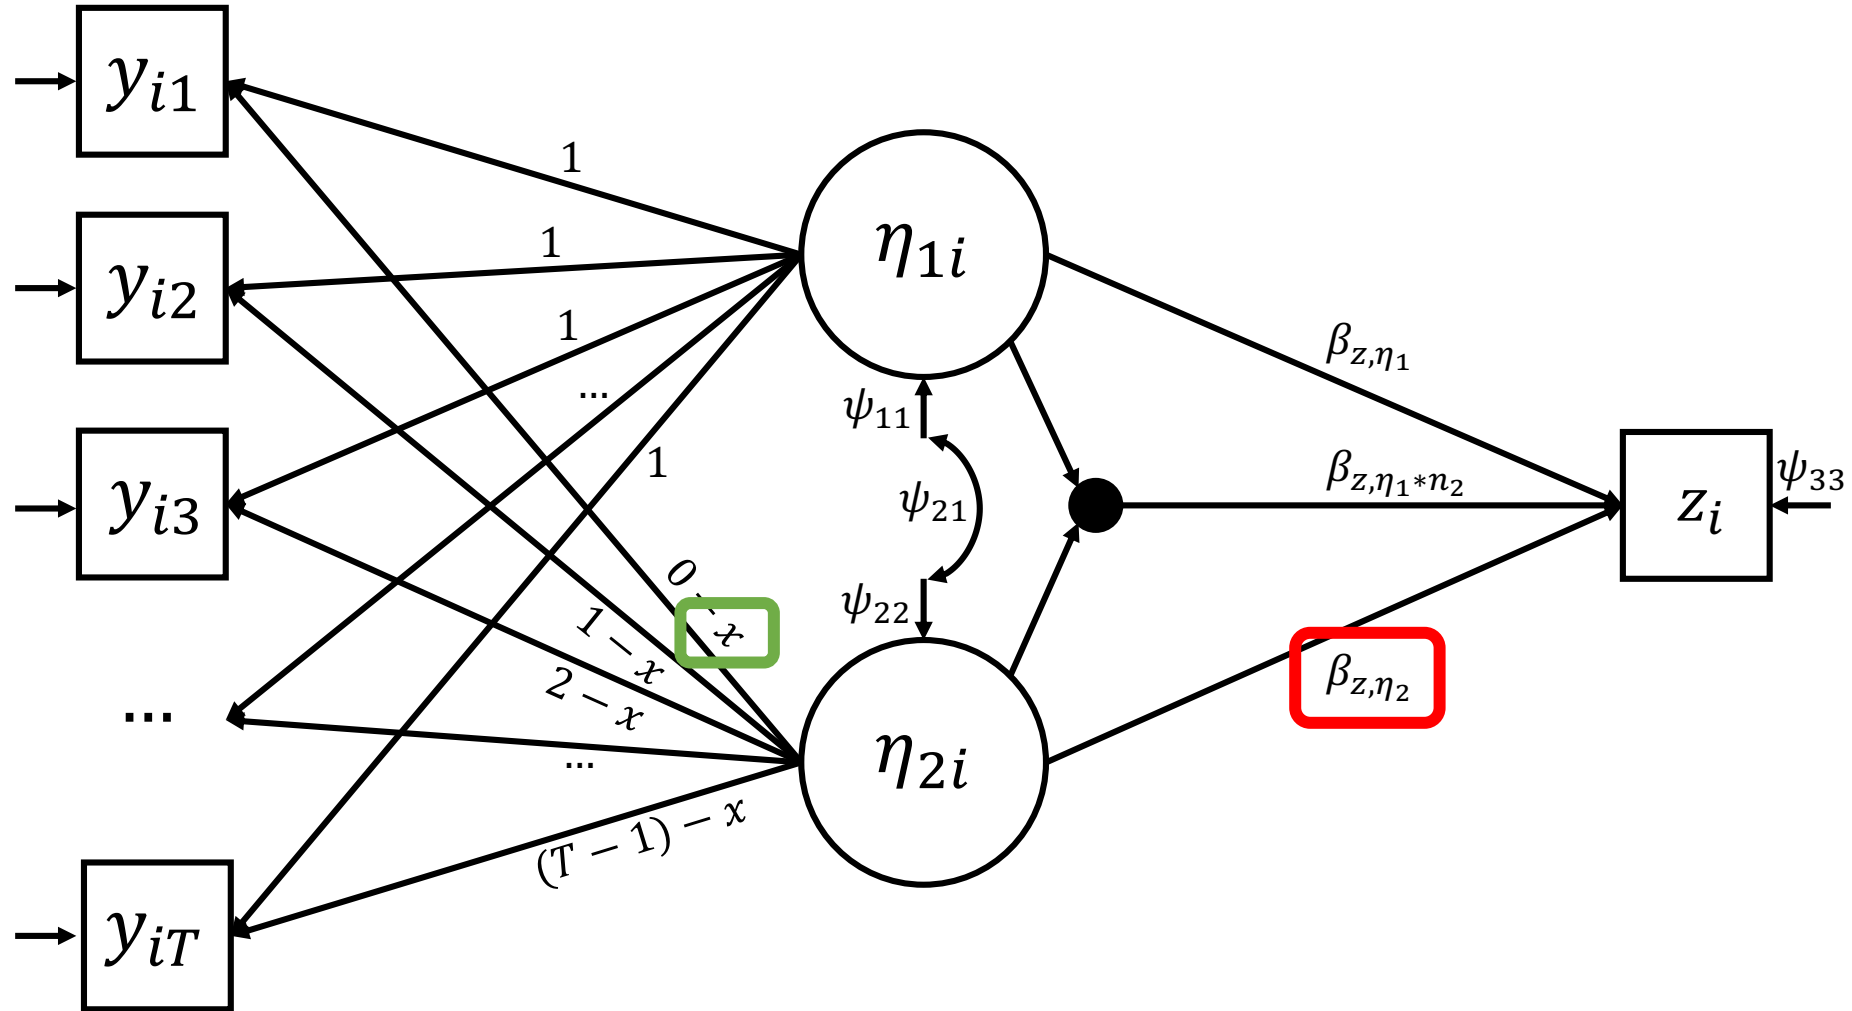 y_{i1}
1
η_{1i}
1
y_{i2}
1
β_{z,η_1}
...
ψ_{11}
1
β_{z,η_1*n_2}
ψ_{33}
y_{i3}
ψ_{21}
z_i
0 − x
ψ_{22}
1 − x
2 − x
β_{z,η_2}
...
...
η_{2i}
(T − 1) − x
y_{iT}